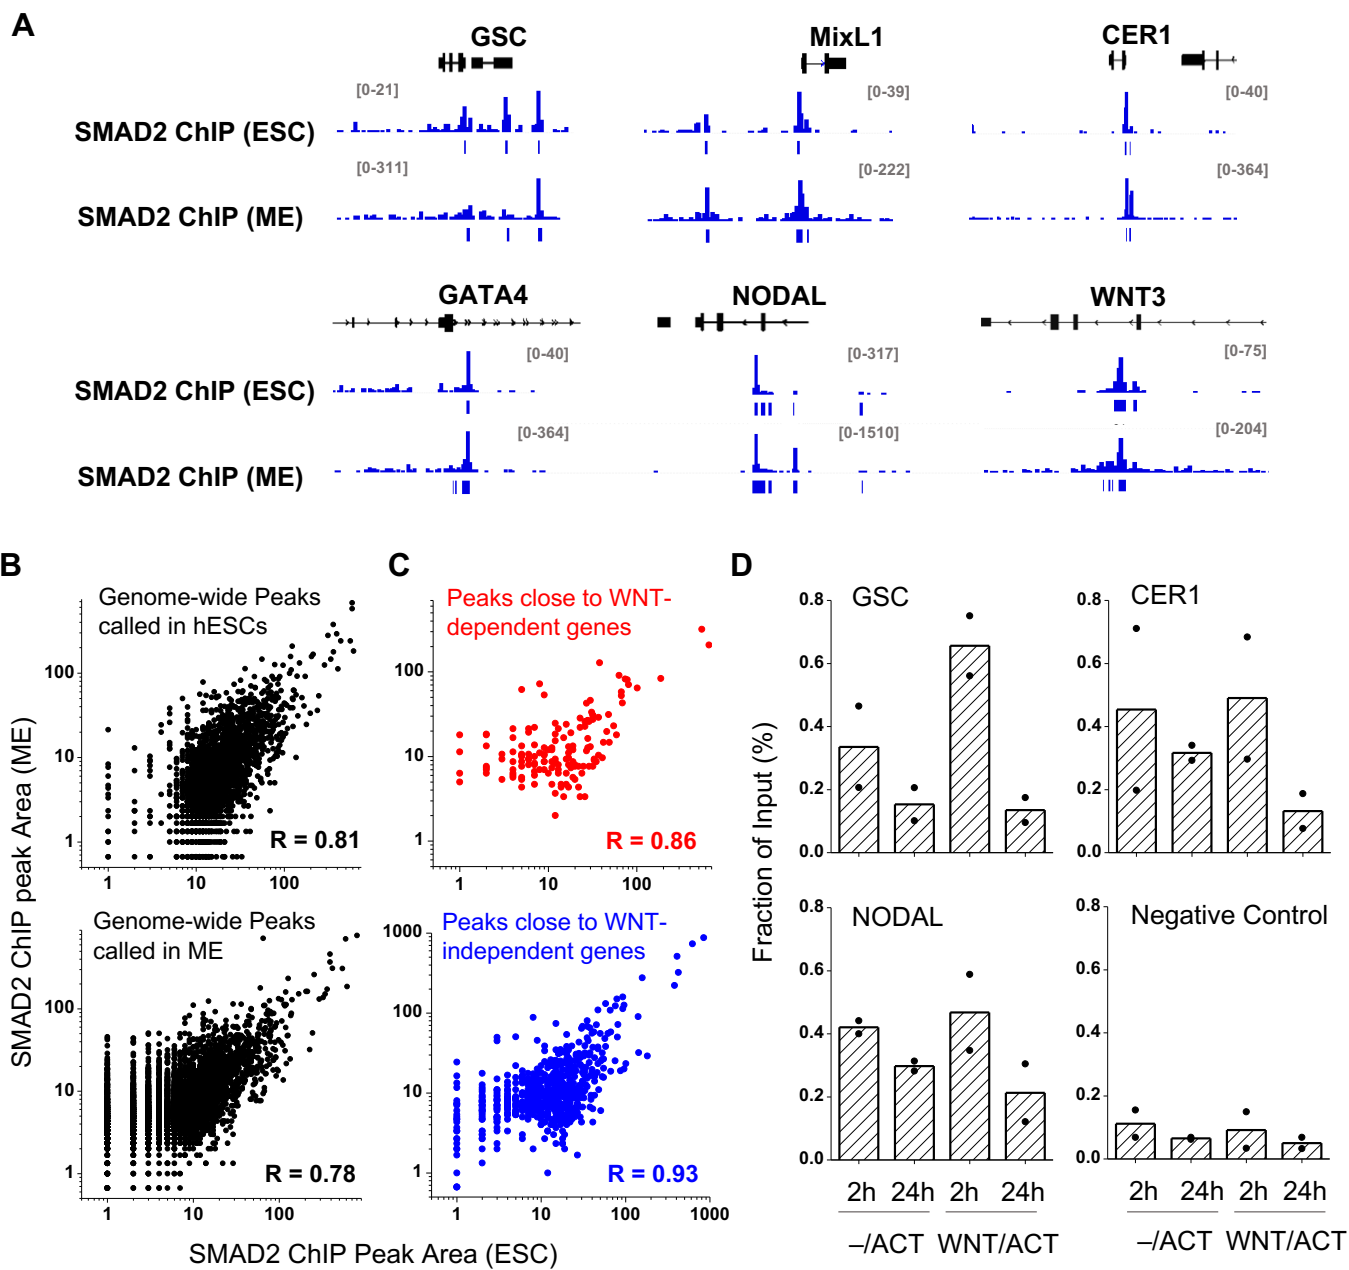 A
GSC MixL1 CER1
[0-21] [0-39] [0-40]
SMAD2 ChIP (ESC)
[0-311] [0-222] [0-364]
SMAD2 ChIP (ME)
GATA4 NODAL WNT3
[0-40] [0-317] [0-75]
SMAD2 ChIP (ESC)
[0-364] [0-1510] [0-204]
SMAD2 ChIP (ME)
B
Genome-wide Peaks
called in hESCs
100
10
1
R = 0.81
1 10 100
Genome-wide Peaks
called in ME
100
10
1
R = 0.78
1 10 100
SMAD2 ChIP peak Area (ME)
C
Peaks close to WNT-
dependent genes
100
10
1
R = 0.86
1 10 100
Peaks close to WNT-
independent genes
1000
100
10
1
R = 0.93
1 10 100 1000
SMAD2 ChIP Peak Area (ESC)
D
Fraction of Input (%)
GSC
0.8
0.6
0.4
0.2
0.0
CER1
0.8
0.6
0.4
0.2
0.0
NODAL
0.8
0.6
0.4
0.2
0.0
2h 24h 2h 24h
–/ACT WNT/ACT
Negative Control
0.8
0.6
0.4
0.2
0.0
2h 24h 2h 24h
–/ACT WNT/ACT